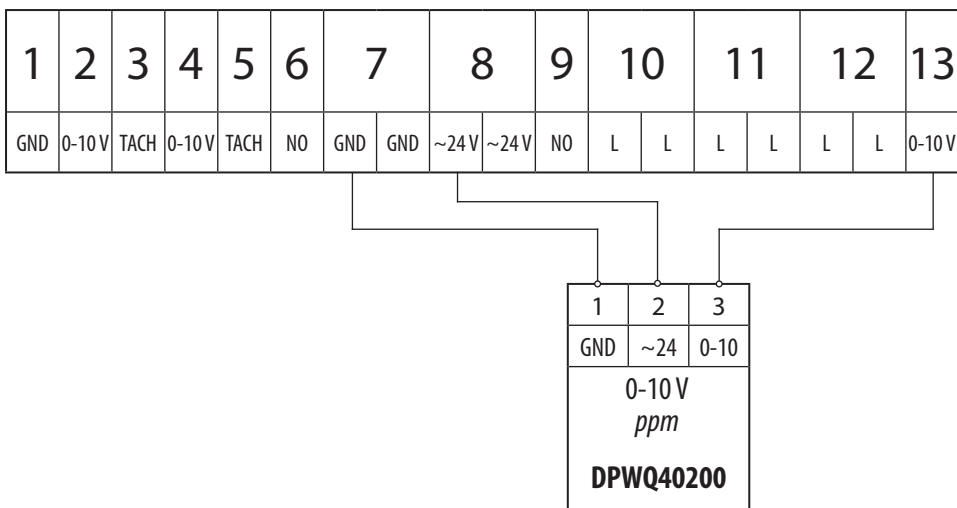 1 2 3 4 5 6 7 8 9 10 11 12 13
GND 0-10 V TACH 0-10 V TACH NO GND GND ~24 V ~24 V NO L L L L L L 0-10 V
1 2 3
GND ~24 0-10
0-10 V
ppm
DPWQ40200